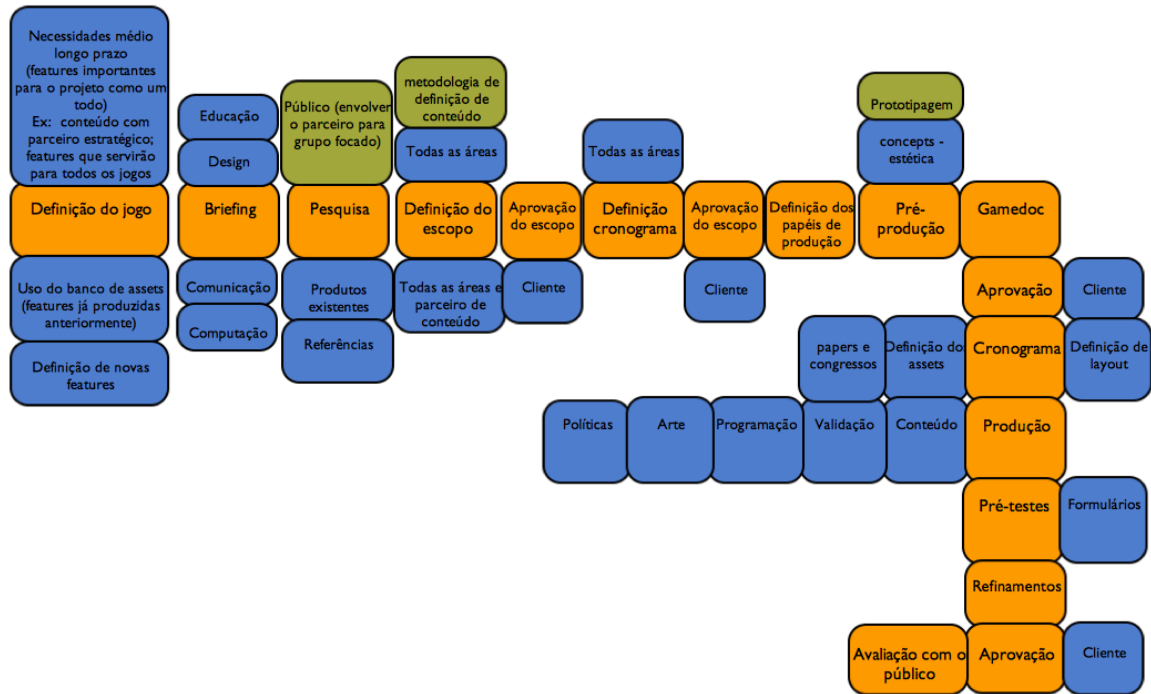 Necessidades médio
longo prazo
(features importantes
para o projeto como um
todo)
Ex: conteúdo com
parceiro estratégico;
features que servirão
para todos os jogos
Definição do jogo
Uso do banco de assets
(features já produzidas
anteriormente)
Definição de novas
features
Educação
Design
Briefing
Comunicação
Computação
Público (envolver
o parceiro para
grupo focado)
Pesquisa
Produtos
existentes
Referências
metodologia de
definição de
conteúdo
Todas as áreas
Definição do
escopo
Todas as áreas e
parceiro de
conteúdo
Aprovação
do escopo
Cliente
Todas as áreas
Definição
cronograma
Aprovação
do escopo
Cliente
Definição dos
papéis de
produção
Prototipagem
concepts -
estética
Pré-
produção
Gamedoc
Aprovação
Cliente
papers e
congressos
Definição dos
assets
Cronograma
Definição de
layout
Políticas
Arte
Programação
Validação
Conteúdo
Produção
Pré-testes
Formulários
Refinamentos
Avaliação com o
público
Aprovação
Cliente